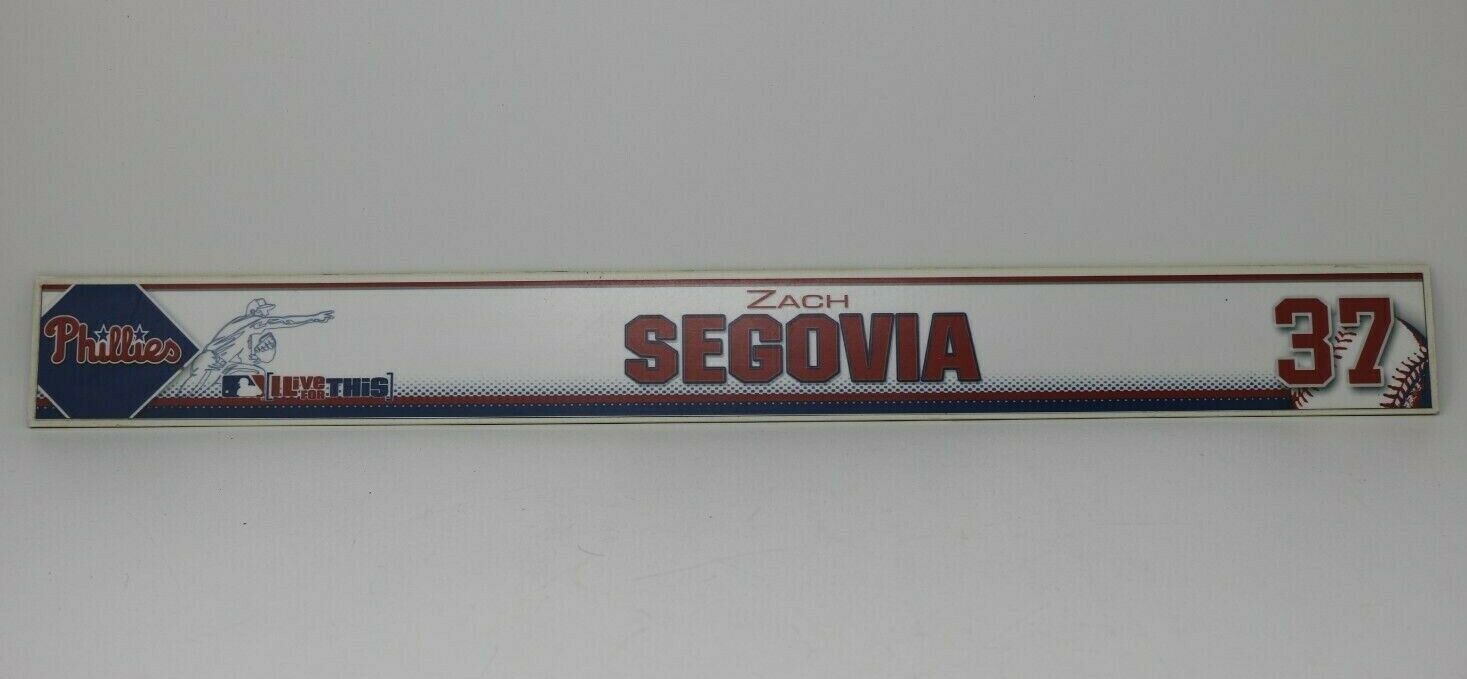 Phillies
[I LIVE FOR THIS]
ZACH
SEGOVIA
37